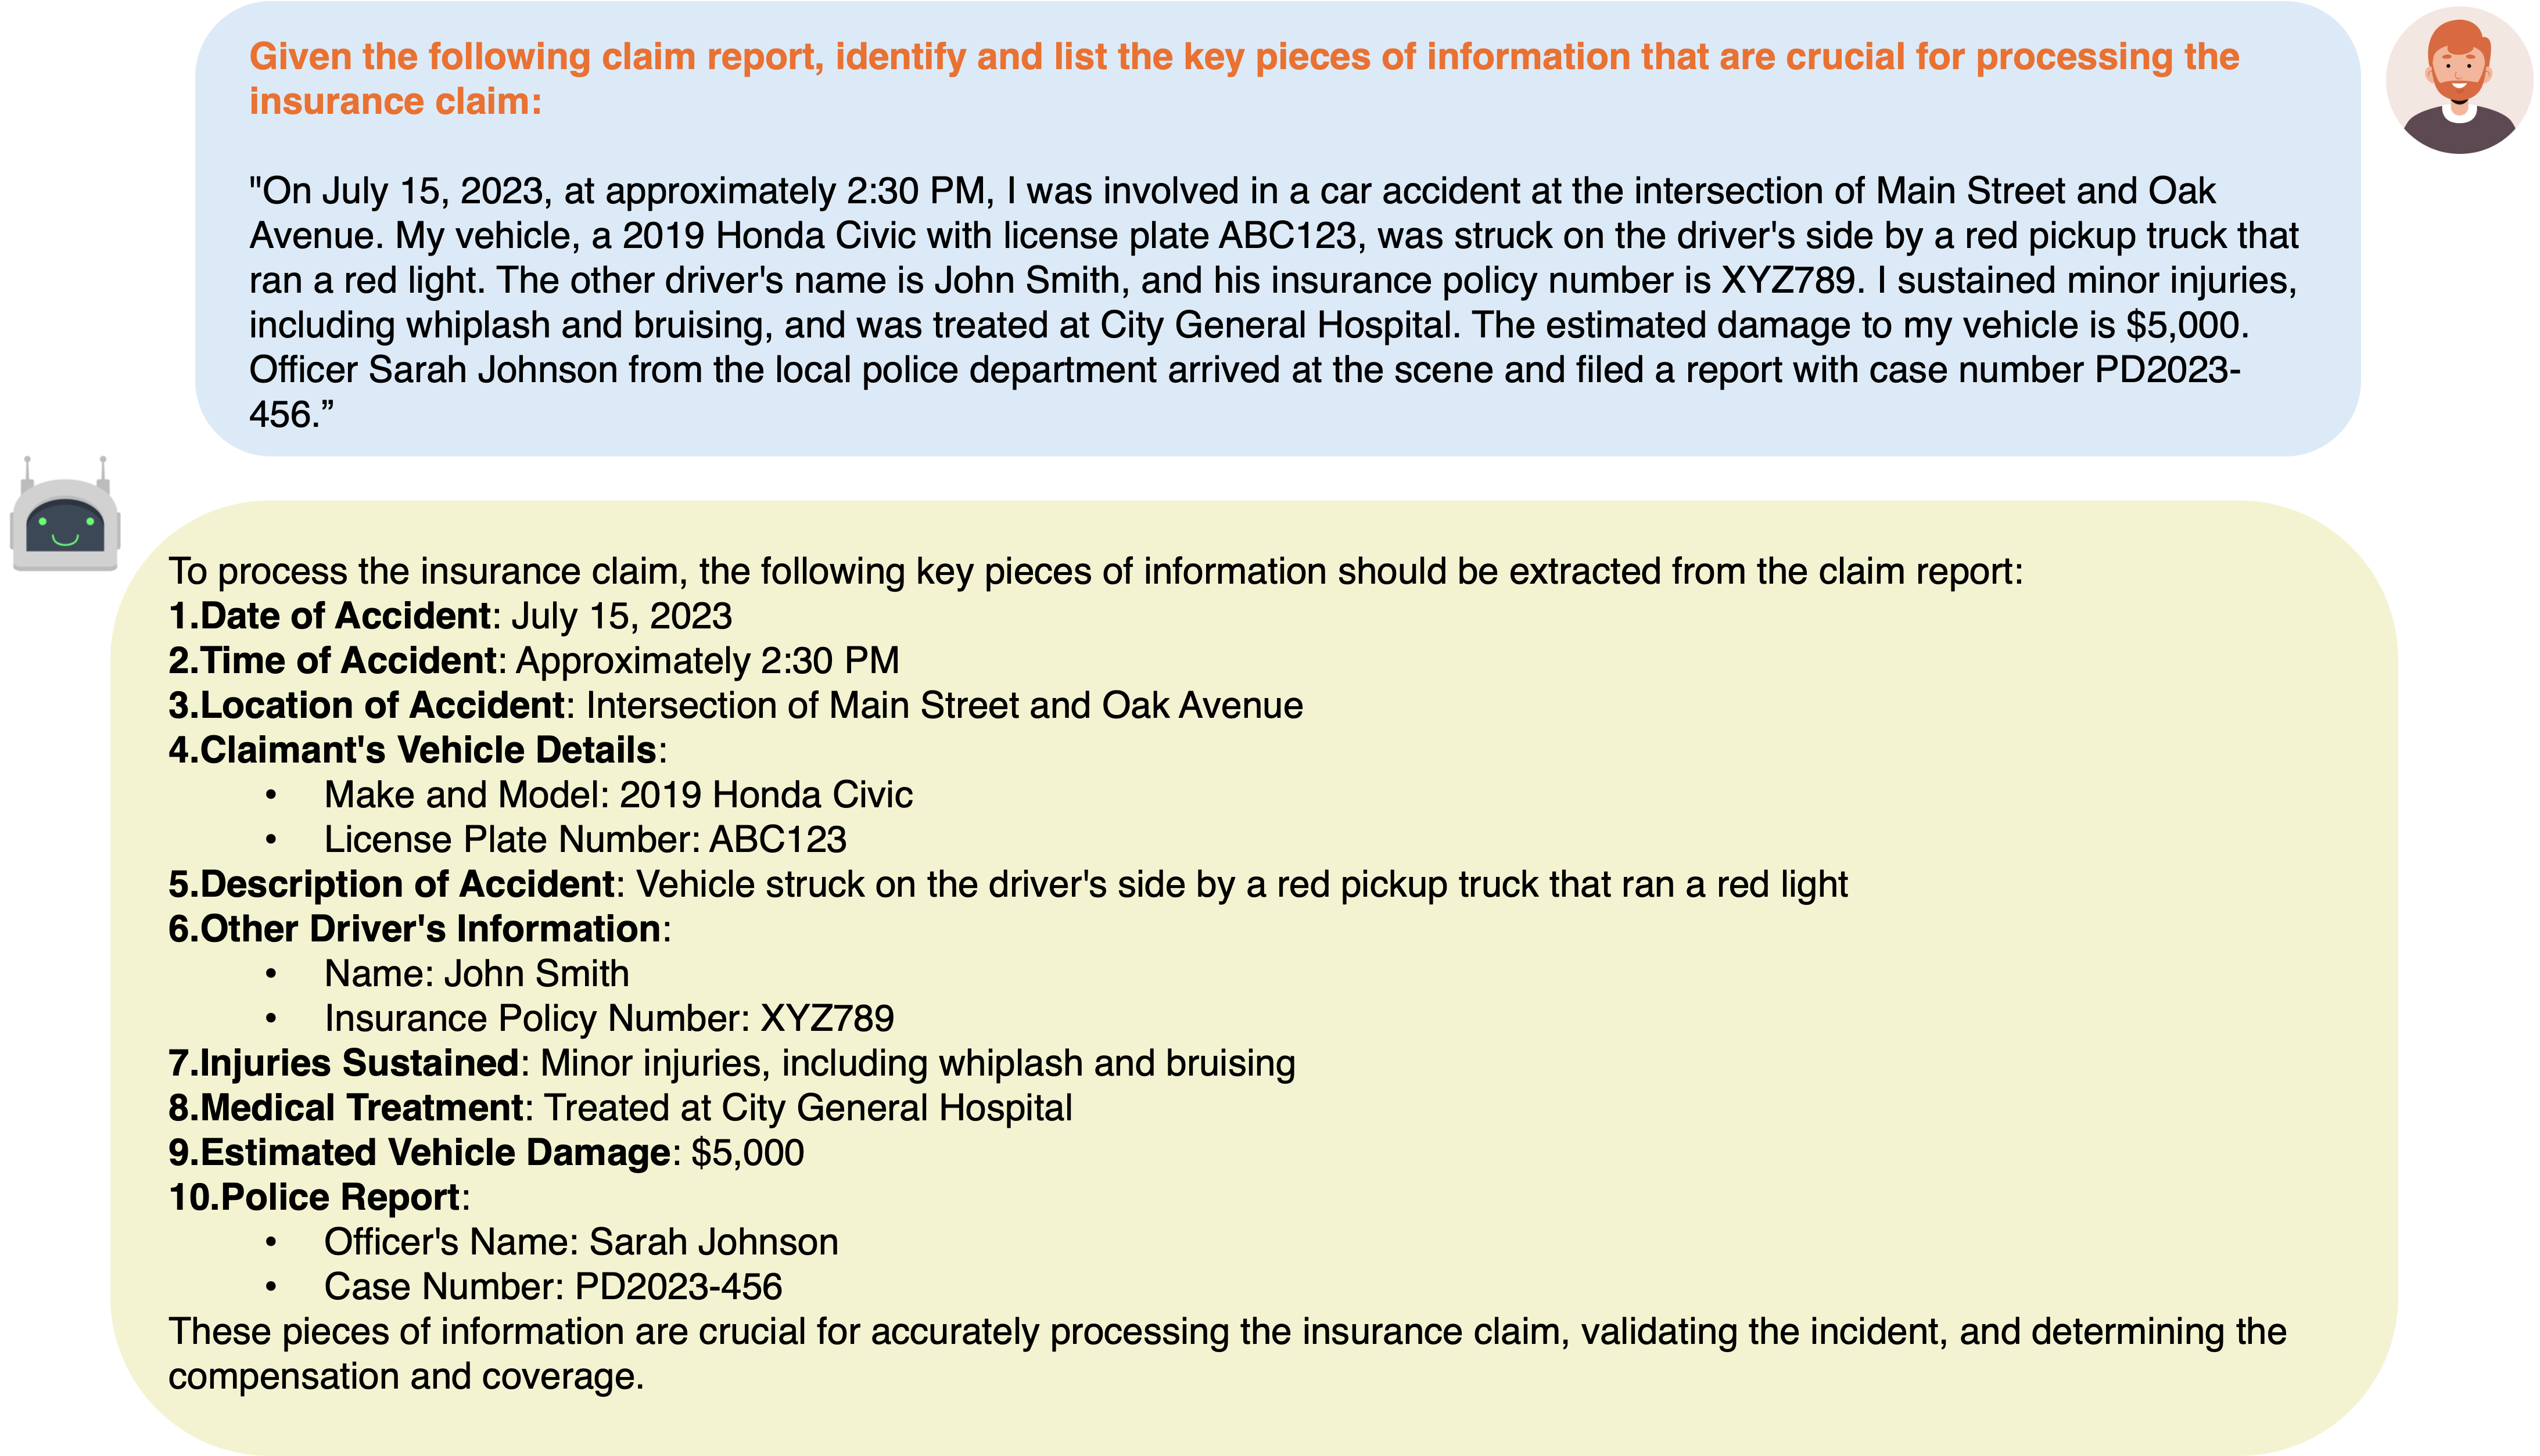 Given the following claim report, identify and list the key pieces of information that are crucial for processing the
insurance claim:
"On July 15, 2023, at approximately 2:30 PM, I was involved in a car accident at the intersection of Main Street and Oak
Avenue. My vehicle, a 2019 Honda Civic with license plate ABC123, was struck on the driver's side by a red pickup truck that
ran a red light. The other driver's name is John Smith, and his insurance policy number is XYZ789. I sustained minor injuries,
including whiplash and bruising, and was treated at City General Hospital. The estimated damage to my vehicle is $5,000.
Officer Sarah Johnson from the local police department arrived at the scene and filed a report with case number PD2023-
456.”
To process the insurance claim, the following key pieces of information should be extracted from the claim report:
1.Date of Accident: July 15, 2023
2.Time of Accident: Approximately 2:30 PM
3.Location of Accident: Intersection of Main Street and Oak Avenue
4.Claimant's Vehicle Details:
• Make and Model: 2019 Honda Civic
• License Plate Number: ABC123
5.Description of Accident: Vehicle struck on the driver's side by a red pickup truck that ran a red light
6.Other Driver's Information:
• Name: John Smith
• Insurance Policy Number: XYZ789
7.Injuries Sustained: Minor injuries, including whiplash and bruising
8.Medical Treatment: Treated at City General Hospital
9.Estimated Vehicle Damage: $5,000
10.Police Report:
• Officer's Name: Sarah Johnson
• Case Number: PD2023-456
These pieces of information are crucial for accurately processing the insurance claim, validating the incident, and determining the
compensation and coverage.